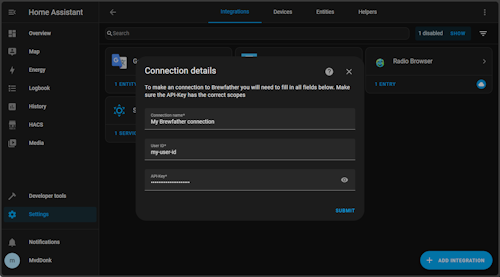 Home Assistant
Integrations
Devices
Entities
Helpers
Overview
Map
Energy
Logbook
History
HACS
Media
Developer tools
Settings
Notifications
m
MedDonk
Search
1 disabled
SHOW
G
1 ENTITY
Radio Browser
1 ENTRY
S
1 SERVI
Connection details
To make an connection to Brewfather you will need to fill in all fields below. Make
sure the API-Key has the correct scopes
Connection name*
My Brewfather connection
User ID*
my-user-id
API-Key*
••••••••••••••••••••
SUBMIT
ADD INTEGRATION